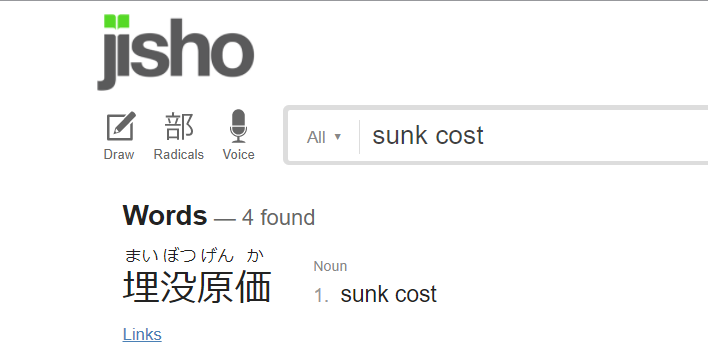 jisho
部
Draw Radicals Voice
All ▼ sunk cost
Words — 4 found
まい ぼつ げん か
埋没原価
Noun
1. sunk cost
Links